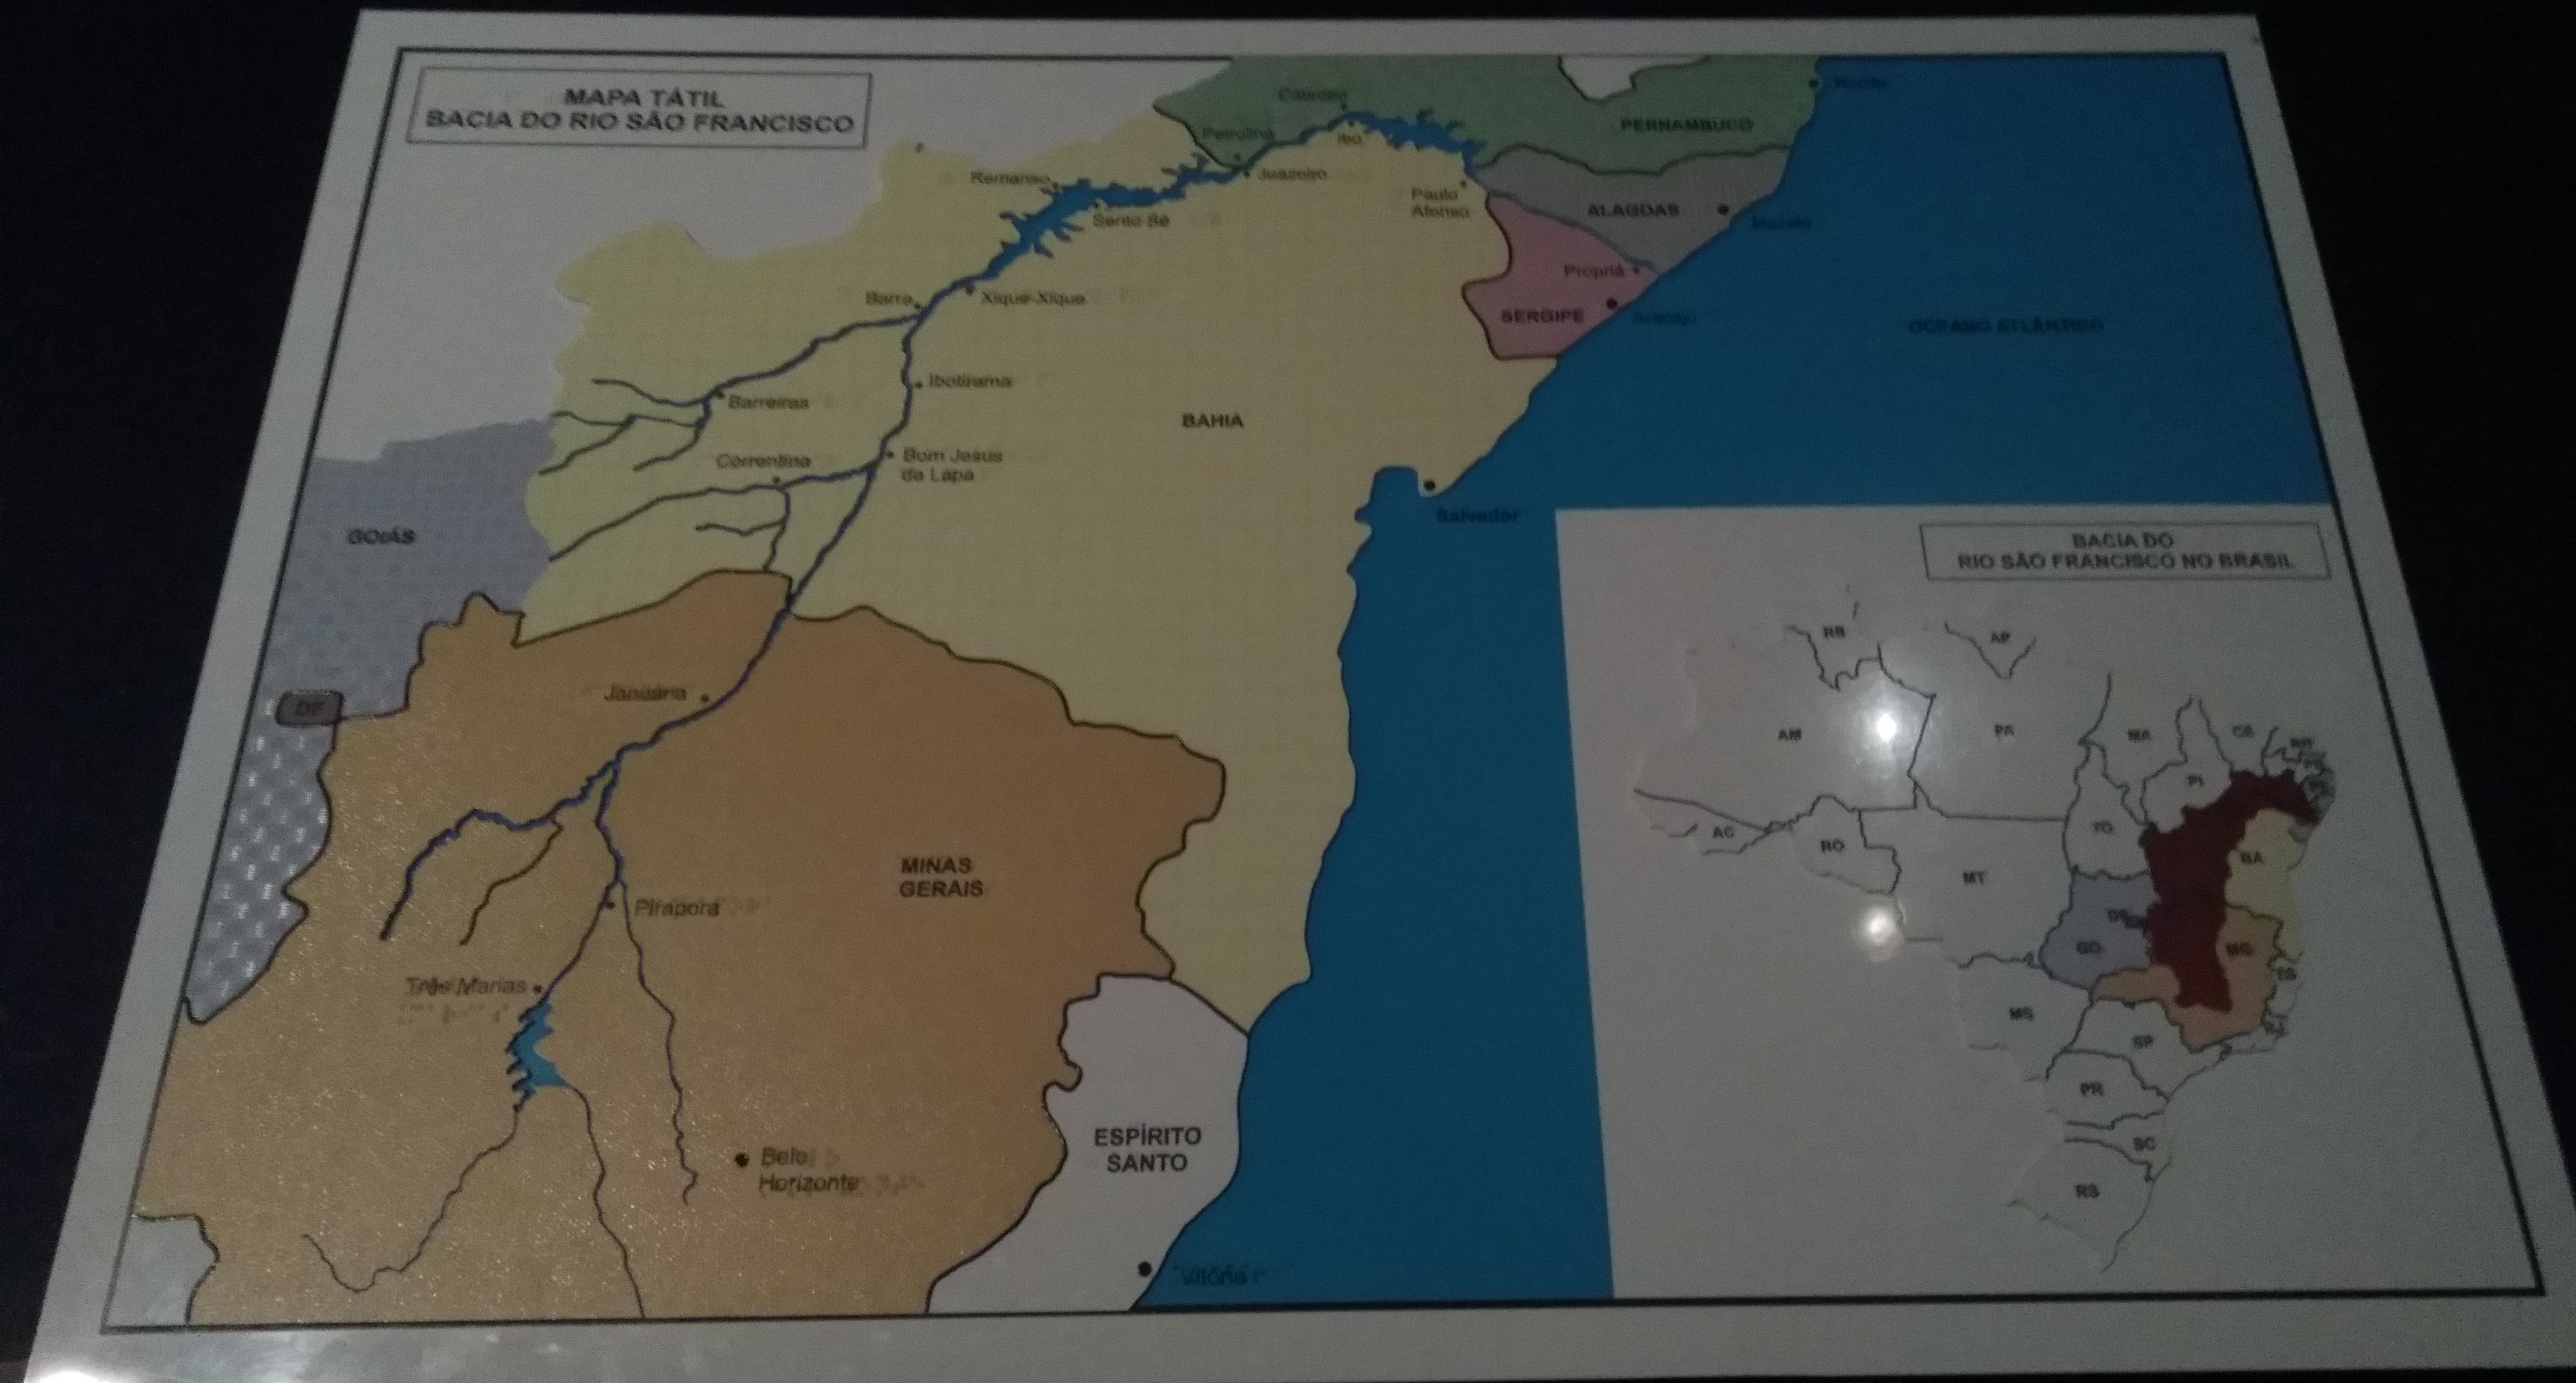 MAPA TÁTIL
BACIA DO RIO SÃO FRANCISCO
Cabrobó
PERNAMBUCO
Recife
Petrolina
Ibó
Remanso
Juazeiro
Paulo
Afonso
Sento Sé
ALAGOAS
Maceió
Propriá
Barra
Xique-Xique
SERGIPE
Aracaju
OCEANO ATLÂNTICO
Ibotirama
Barreiras
BAHIA
Correntina
Bom Jesus
da Lapa
Salvador
GOIÁS
BACIA DO
RIO SÃO FRANCISCO NO BRASIL
Januária
DF
MINAS
GERAIS
Pirapora
Três Marias
Belo
Horizonte
ESPÍRITO
SANTO
Vitória
RR
AP
AM
PA
MA
CE
RN
PB
PI
AC
RO
TO
BA
MT
DF
GO
MG
ES
MS
RJ
SP
PR
SC
RS